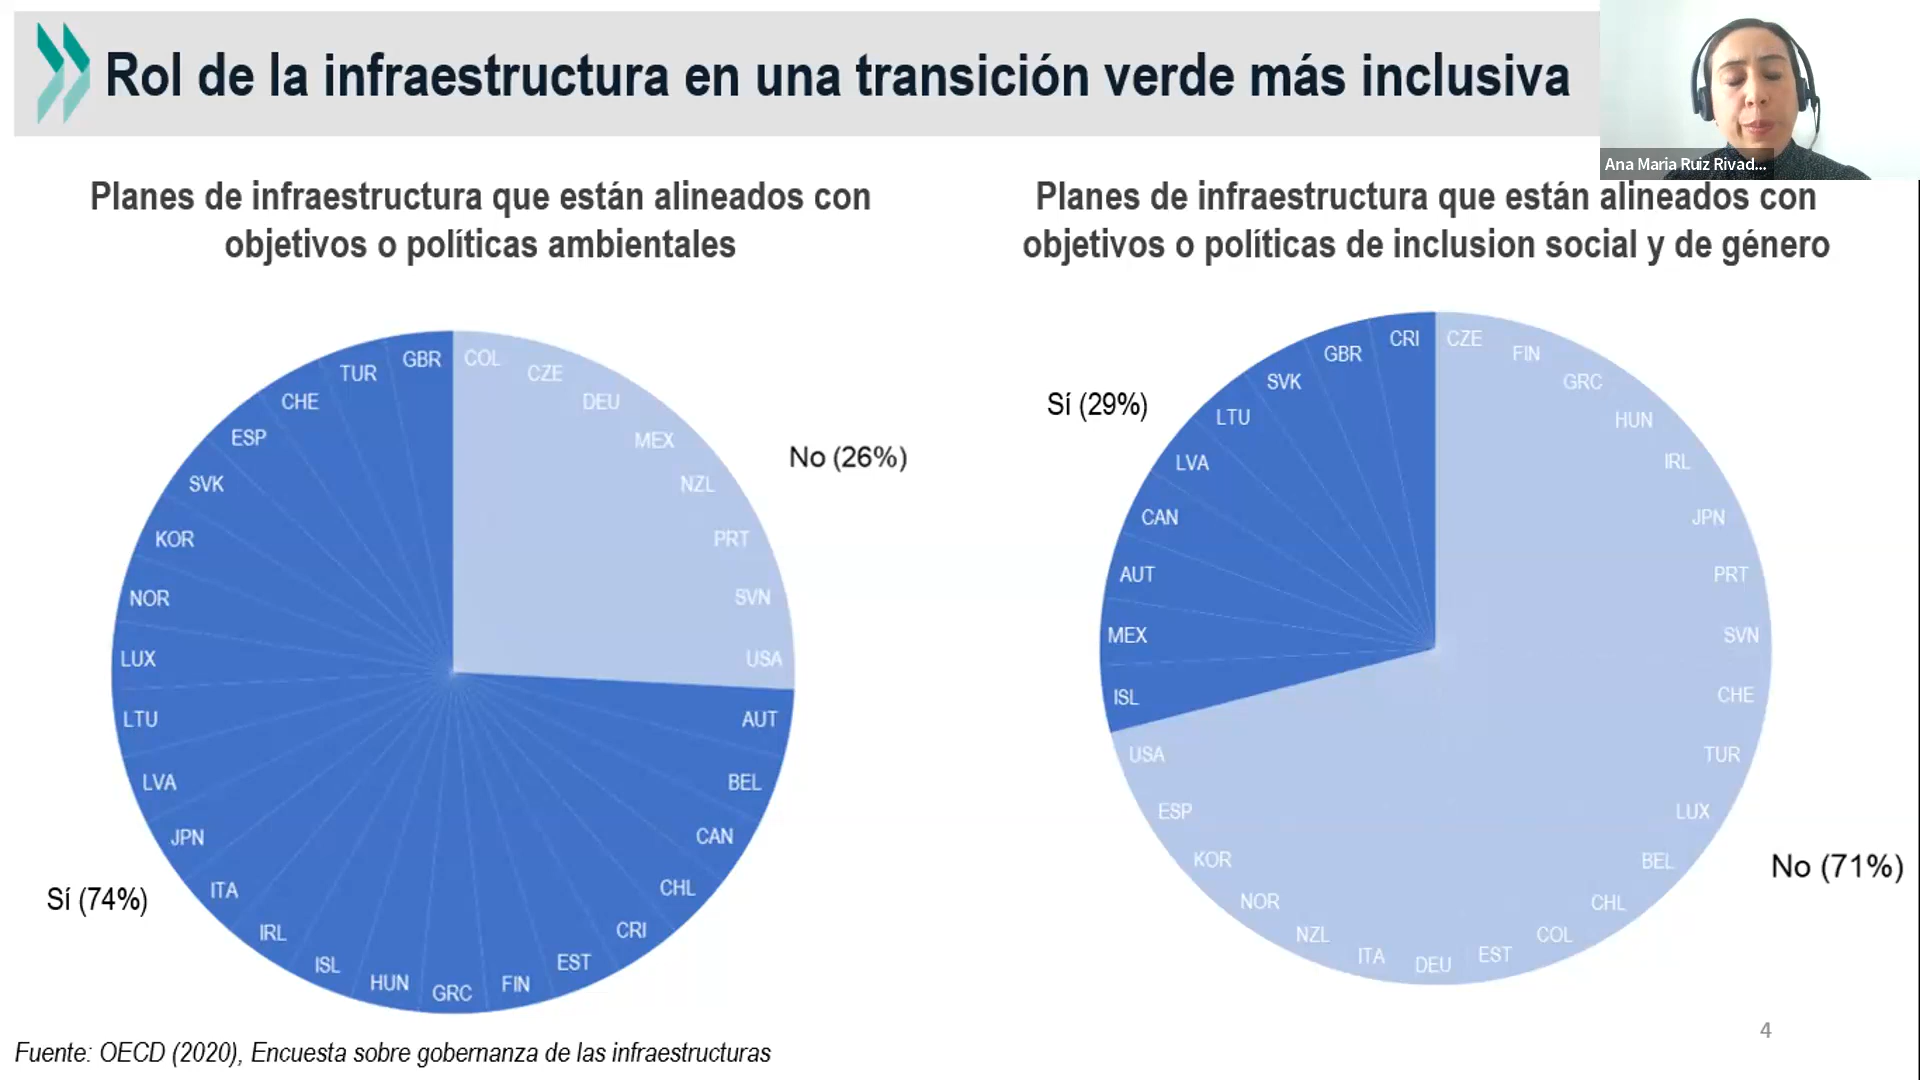 Rol de la infraestructura en una transición verde más inclusiva
Ana Maria Ruiz Rivad...
Planes de infraestructura que están alineados con
objetivos o políticas ambientales
COL
CZE
DEU
MEX
NZL
PRT
SVN
USA
No (26%)
AUT
BEL
CAN
CHL
CRI
EST
FIN
GRC
HUN
ISL
IRL
ITA
JPN
LVA
LTU
LUX
NOR
KOR
SVK
ESP
CHE
TUR
GBR
Sí (74%)
Planes de infraestructura que están alineados con
objetivos o políticas de inclusion social y de género
CZE
FIN
GRC
HUN
IRL
JPN
PRT
SVN
CHE
TUR
LUX
BEL
CHL
COL
EST
DEU
ITA
NZL
NOR
KOR
ESP
USA
No (71%)
ISL
MEX
AUT
CAN
LVA
LTU
SVK
GBR
CRI
Sí (29%)
Fuente: OECD (2020), Encuesta sobre gobernanza de las infraestructuras
4